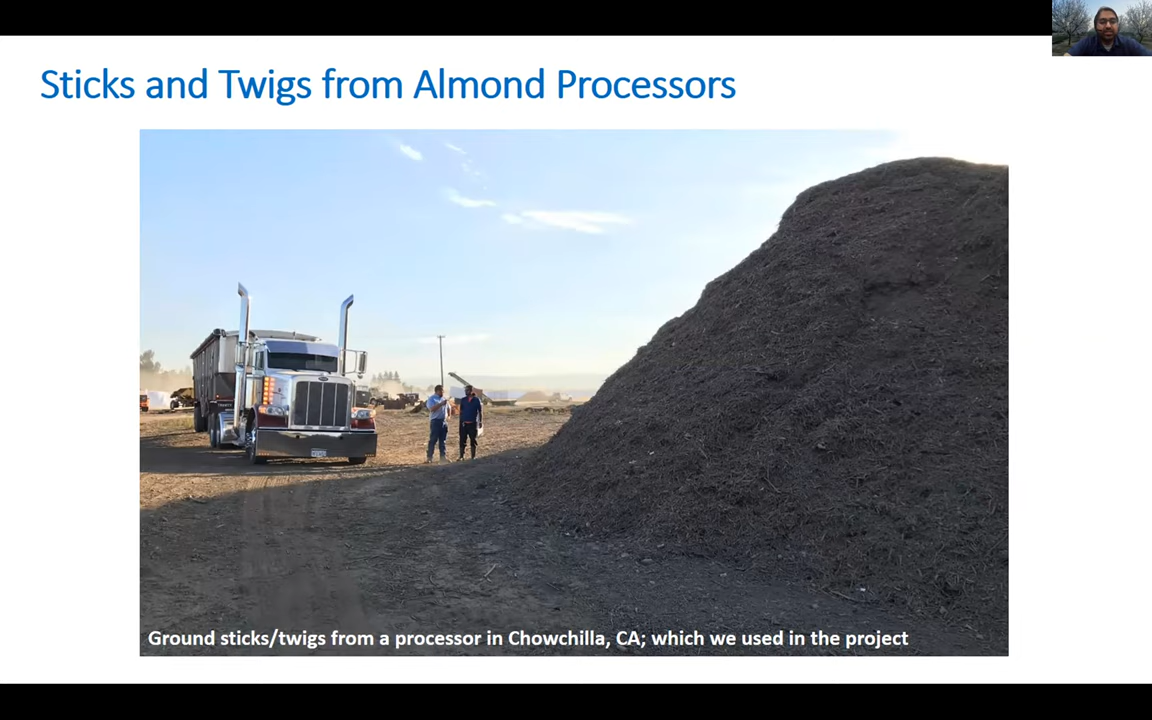 Sticks and Twigs from Almond Processors
Ground sticks/twigs from a processor in Chowchilla, CA; which we used in the project